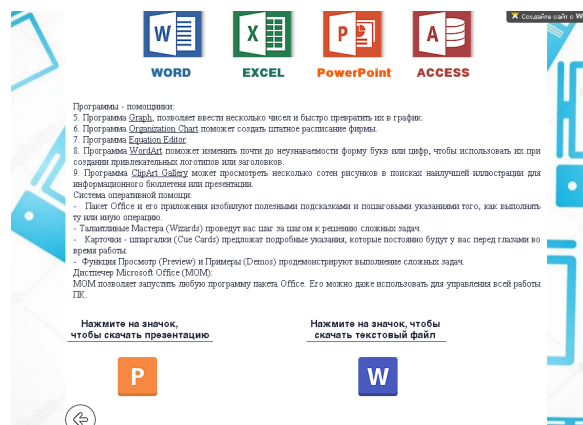 Создайте сайт с W
W
X
P
A
WORD
EXCEL
PowerPoint
ACCESS
Программы - помощники:
5. Программа Graph, позволяет ввести несколько чисел и быстро превратить их в график.
6. Программа Organization Chart поможет создать штатное расписание фирмы.
7. Программа Equation Editor.
8. Программа WordArt поможет изменить почти до неузнаваемости форму букв или цифр, чтобы использовать их при
создании привлекательных логотипов или заголовков.
9. Программа ClipArt Gallery может просмотреть несколько сотен рисунков в поисках наилучшей иллюстрации для
информационного бюллетеня или презентации.
Система оперативной помощи:
- Пакет Office и его приложения изобилуют полезными подсказками и пошаговыми указаниями того, как выполнять
ту или иную операцию.
- Талантливые Мастера (Wizards) проведут вас шаг за шагом к решению сложных задач.
- Карточки - шпаргалки (Cue Cards) предложат подробные указания, которые постоянно будут у вас перед глазами во
время работы.
- Функция Просмотр (Preview) и Примеры (Demos) продемонстрируют выполнение сложных задач.
Дисппечер Microsoft Office (MOM):
MOM позволяет запустить любую программу пакета Office. Его можно даже использовать для управления всей работы
ПК.
Нажмите на значок,
чтобы скачать презентацию
Нажмите на значок, чтобы
скачать текстовый файл
P
W